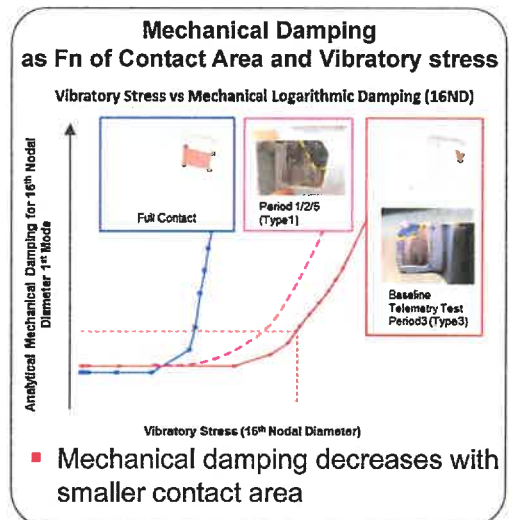 Mechanical Damping
as Fn of Contact Area and Vibratory stress
Vibratory Stress vs Mechanical Logarithmic Damping (16ND)
Analytical Mechanical Damping for 16th Nodal
Diameter 1st Mode
Full Contact
Period 1/2/5
(Type1)
Baseline
Telemetry Test
Period3 (Type3)
Vibratory Stress (16th Nodal Diameter)
▪ Mechanical damping decreases with
smaller contact area